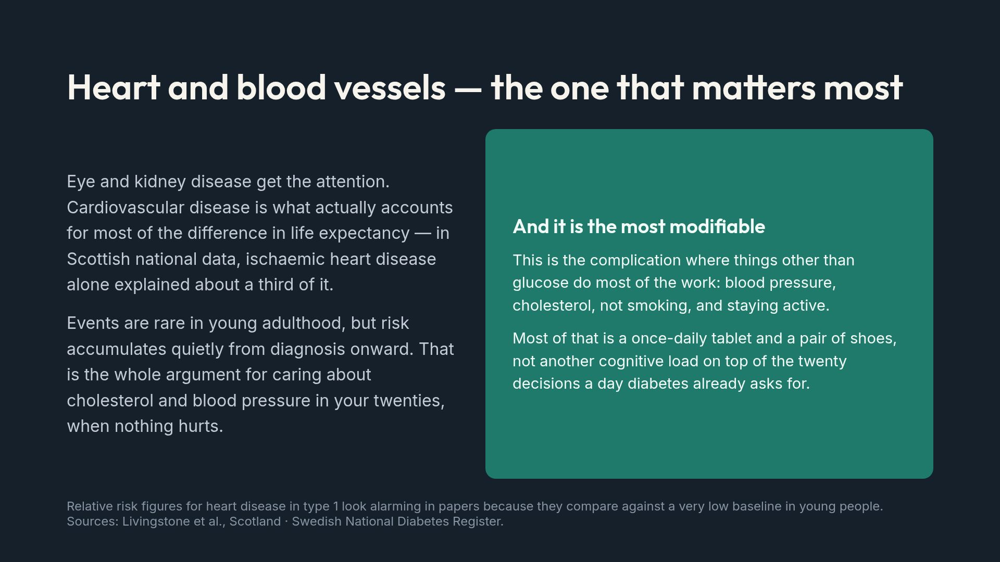 Heart and blood vessels — the one that matters most
Eye and kidney disease get the attention.
Cardiovascular disease is what actually accounts
for most of the difference in life expectancy — in
Scottish national data, ischaemic heart disease
alone explained about a third of it.
Events are rare in young adulthood, but risk
accumulates quietly from diagnosis onward. That
is the whole argument for caring about
cholesterol and blood pressure in your twenties,
when nothing hurts.
And it is the most modifiable
This is the complication where things other than
glucose do most of the work: blood pressure,
cholesterol, not smoking, and staying active.
Most of that is a once-daily tablet and a pair of shoes,
not another cognitive load on top of the twenty
decisions a day diabetes already asks for.
Relative risk figures for heart disease in type 1 look alarming in papers because they compare against a very low baseline in young people.
Sources: Livingstone et al., Scotland · Swedish National Diabetes Register.